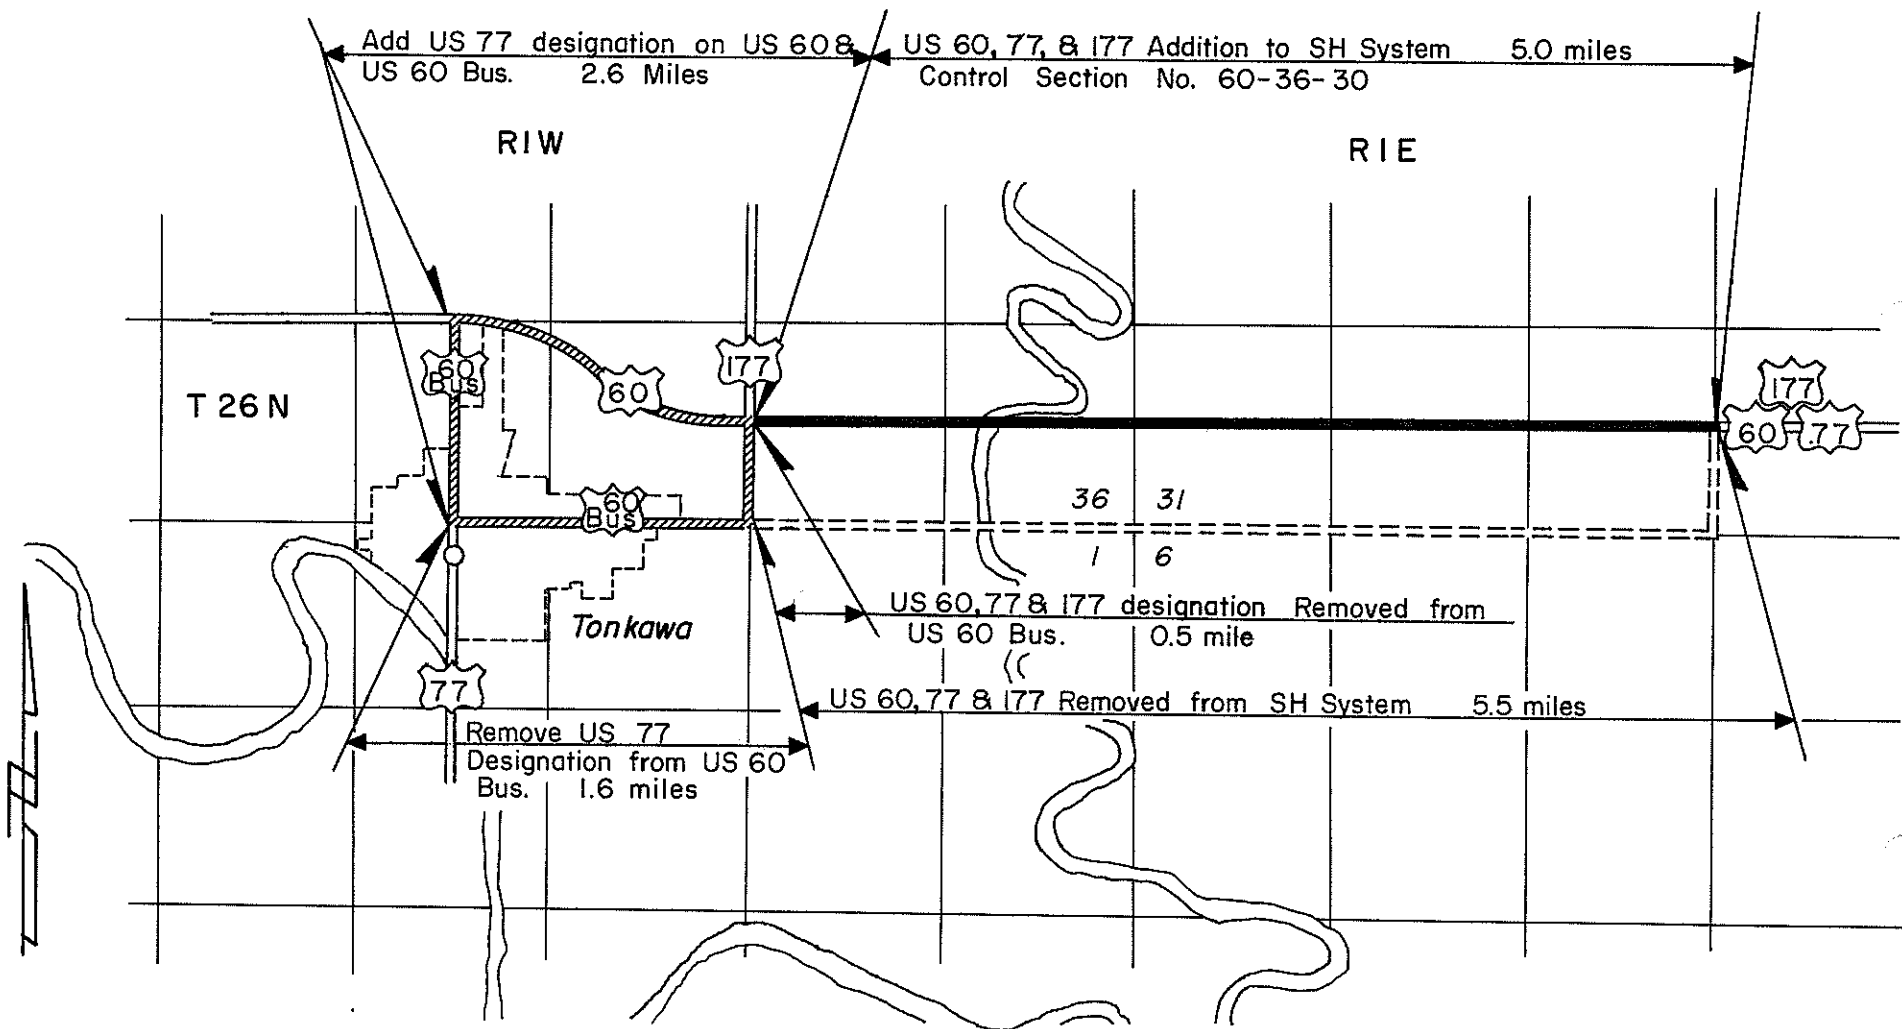 Add US 77 designation on US 60 &
US 60 Bus. 2.6 Miles
US 60, 77, & 177 Addition to SH System 5.0 miles
Control Section No. 60-36-30
R1W
R1E
60
Bus
60
177
T 26 N
177
60
77
60
Bus
36 31
1 6
US 60, 77 & 177 designation Removed from
US 60 Bus. 0.5 mile
Tonkawa
77
US 60, 77 & 177 Removed from SH System 5.5 miles
Remove US 77
Designation from US 60
Bus. 1.6 miles